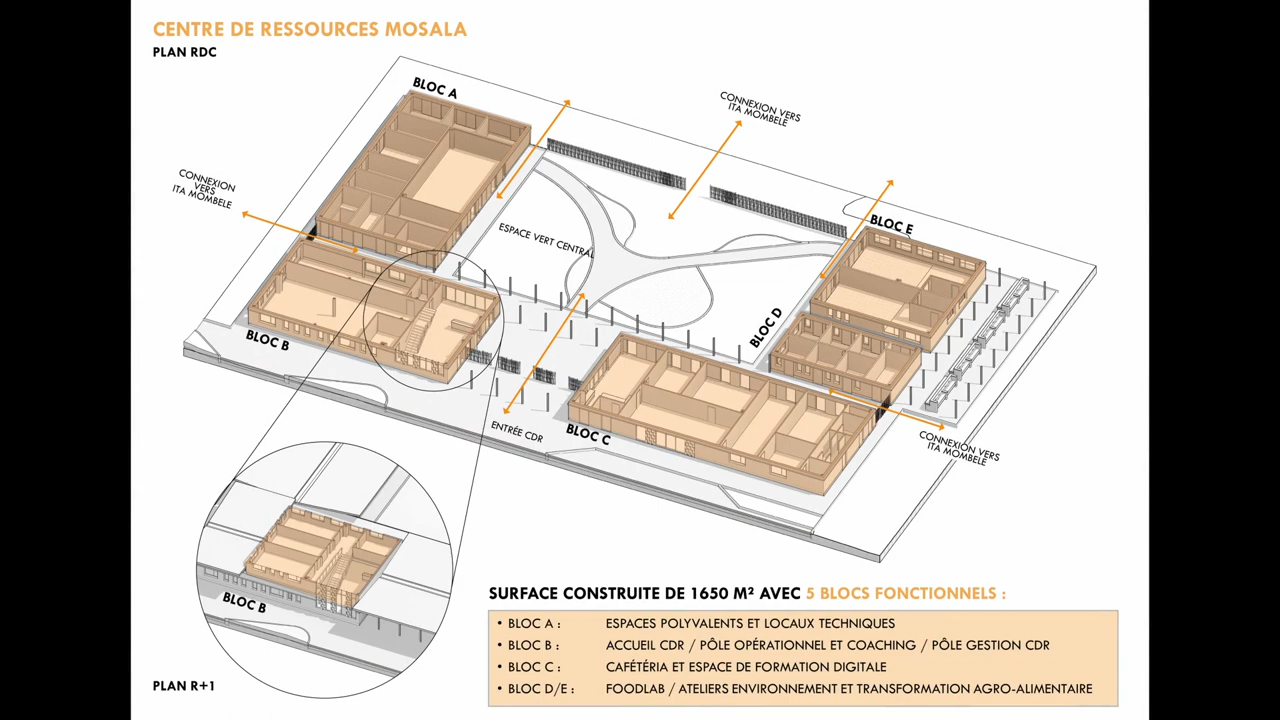 CENTRE DE RESSOURCES MOSALA
PLAN RDC
BLOC A
CONNEXION VERS
ITA MOMBELE
CONNEXION
VERS
ITA MOMBELE
BLOC E
ESPACE VERT CENTRAL
BLOC D
BLOC B
ENTRÉE CDR
BLOC C
CONNEXION VERS
ITA MOMBELE
BLOC B
PLAN R+1
SURFACE CONSTRUITE DE 1650 M² AVEC 5 BLOCS FONCTIONNELS :
• BLOC A : ESPACES POLYVALENTS ET LOCAUX TECHNIQUES
• BLOC B : ACCUEIL CDR / PÔLE OPÉRATIONNEL ET COACHING / PÔLE GESTION CDR
• BLOC C : CAFÉTÉRIA ET ESPACE DE FORMATION DIGITALE
• BLOC D/E : FOODLAB / ATELIERS ENVIRONNEMENT ET TRANSFORMATION AGRO-ALIMENTAIRE